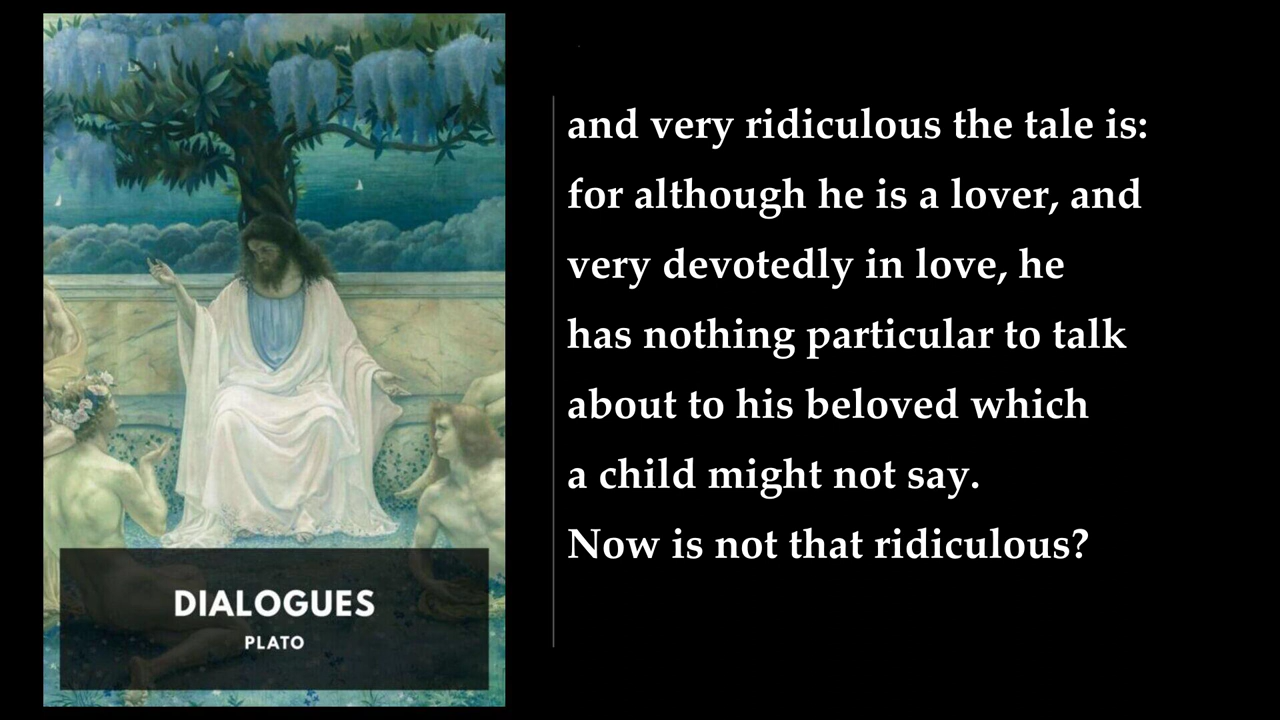 DIALOGUES
PLATO
and very ridiculous the tale is:
for although he is a lover, and
very devotedly in love, he
has nothing particular to talk
about to his beloved which
a child might not say.
Now is not that ridiculous?